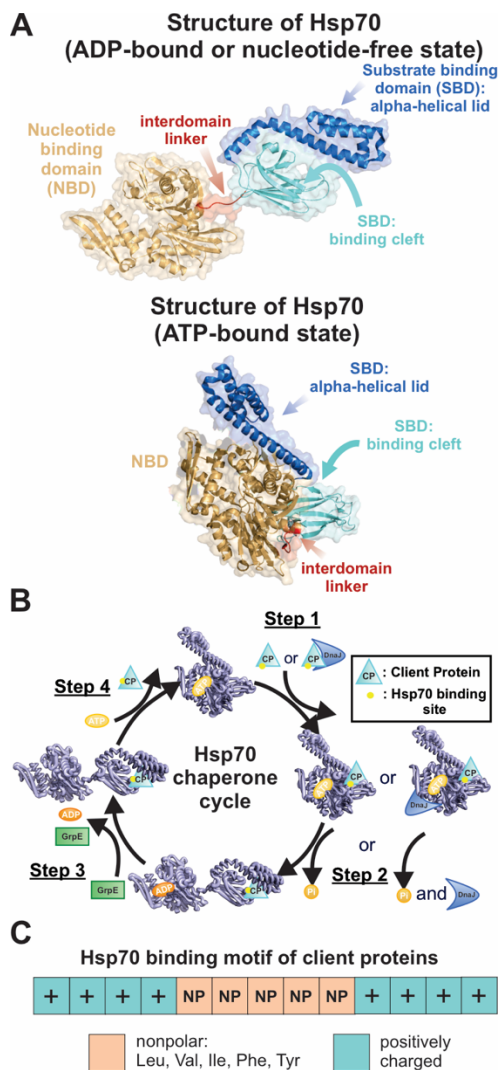 A
Structure of Hsp70
(ADP-bound or nucleotide-free state)
Substrate binding
domain (SBD):
alpha-helical lid
interdomain
linker
Nucleotide
binding
domain
(NBD)
SBD:
binding cleft
Structure of Hsp70
(ATP-bound state)
SBD:
alpha-helical lid
SBD:
binding cleft
NBD
interdomain
linker
B
Step 1
CP or CP DnaJ
CP : Client Protein
: Hsp70 binding
site
Step 4
CP
ATP
ATP
Hsp70
chaperone
cycle
CP
ATP
CP
or
ATP
CP
DnaJ
ADP
GrpE
or
Step 3
GrpE
ADP
CP
Step 2
Pi
Pi and DnaJ
C
Hsp70 binding motif of client proteins
+ + + + NP NP NP NP NP + + + +
nonpolar:
Leu, Val, Ile, Phe, Tyr
positively
charged